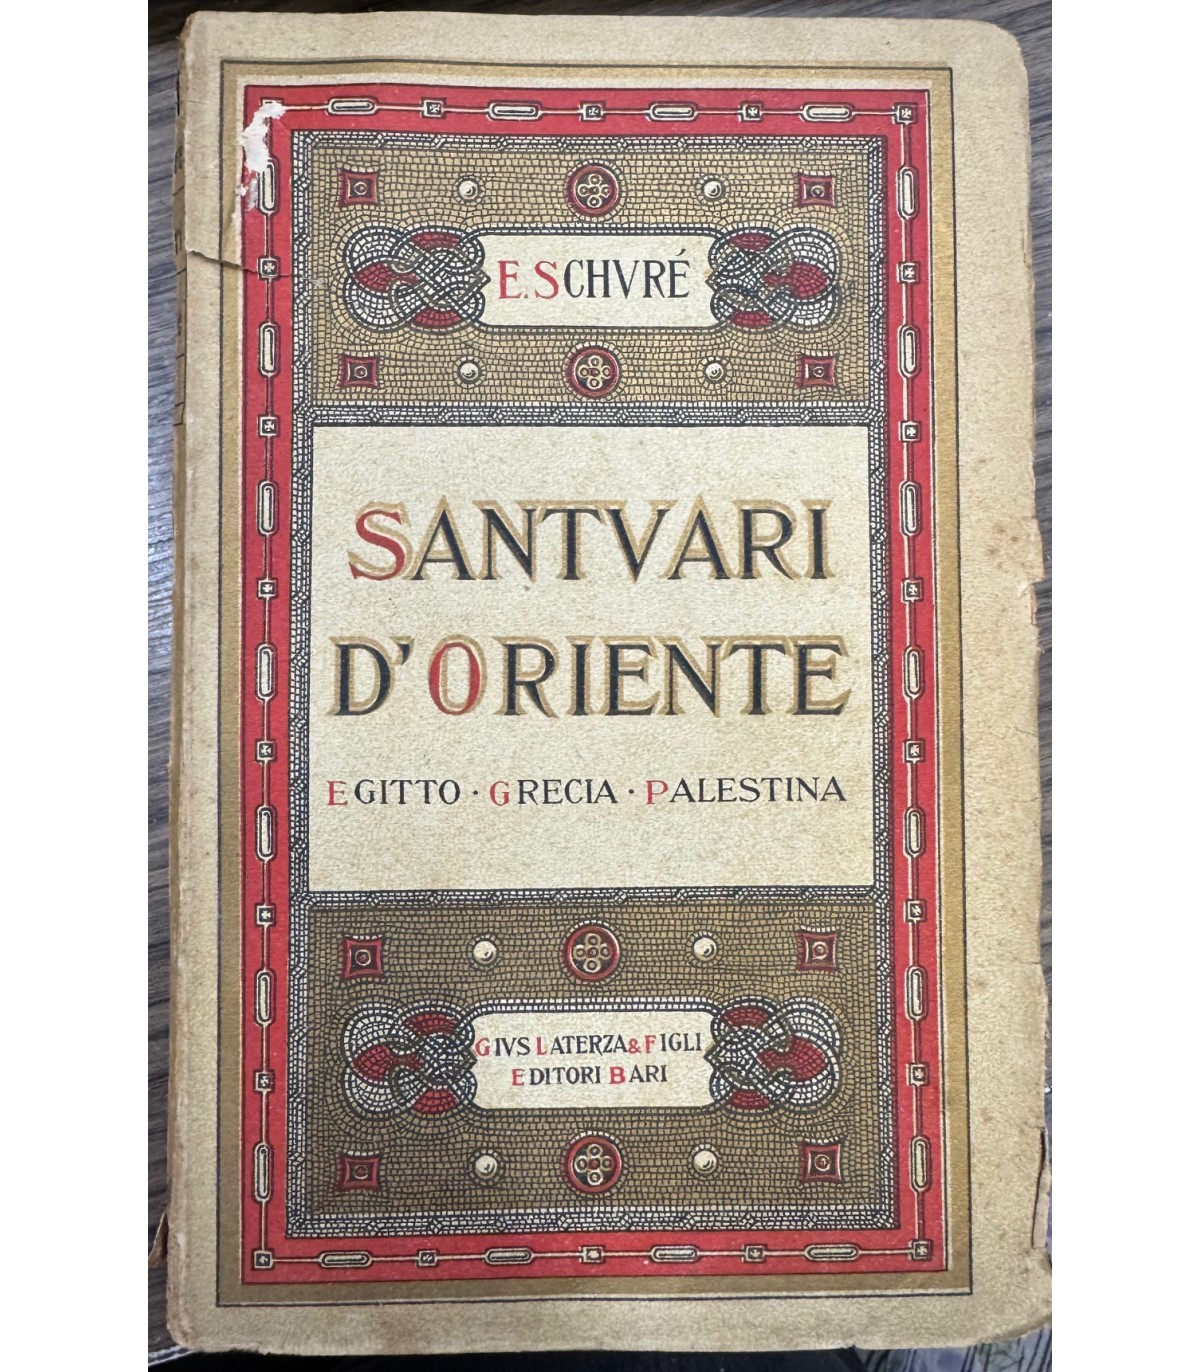 E. SCHVRÉ
SANTVARI
D'ORIENTE
EGITTO · GRECIA · PALESTINA
GIVS LATERZA & FIGLI
EDITORI BARI